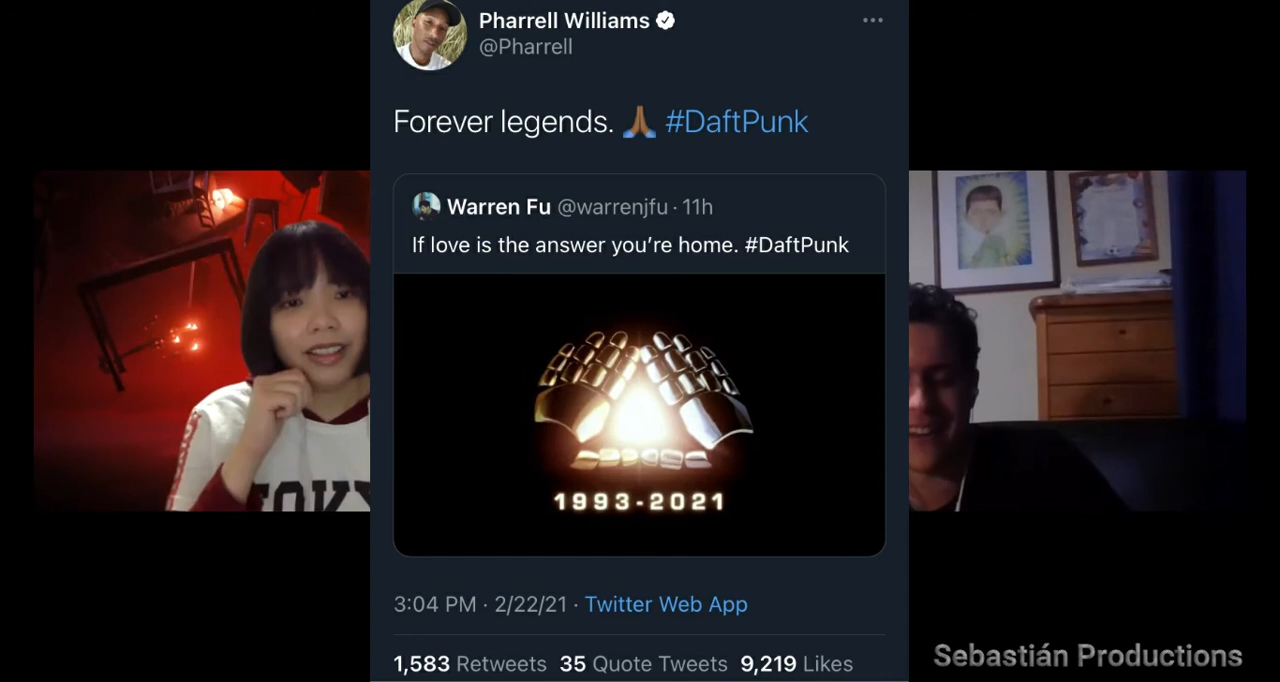 Pharrell Williams
@Pharrell
Forever legends. 🙏🏾 #DaftPunk
Warren Fu @warrenjfu · 11h
If love is the answer you're home. #DaftPunk
1993-2021
3:04 PM · 2/22/21 · Twitter Web App
1,583 Retweets 35 Quote Tweets 9,219 Likes
Sebastián Productions